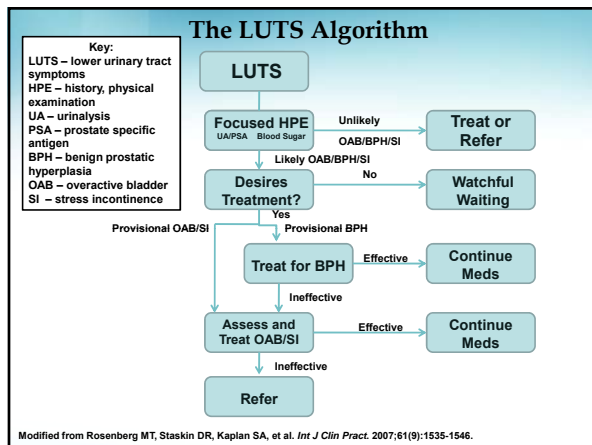 The LUTS Algorithm
Key:
LUTS – lower urinary tract
symptoms
HPE – history, physical
examination
UA – urinalysis
PSA – prostate specific
antigen
BPH – benign prostatic
hyperplasia
OAB – overactive bladder
SI – stress incontinence
LUTS
Focused HPE
UA/PSA Blood Sugar
Unlikely
OAB/BPH/SI
Treat or
Refer
Likely OAB/BPH/SI
Desires
Treatment?
No
Watchful
Waiting
Yes
Provisional OAB/SI
Provisional BPH
Treat for BPH
Effective
Continue
Meds
Ineffective
Assess and
Treat OAB/SI
Effective
Continue
Meds
Ineffective
Refer
Modified from Rosenberg MT, Staskin DR, Kaplan SA, et al. Int J Clin Pract. 2007;61(9):1535-1546.